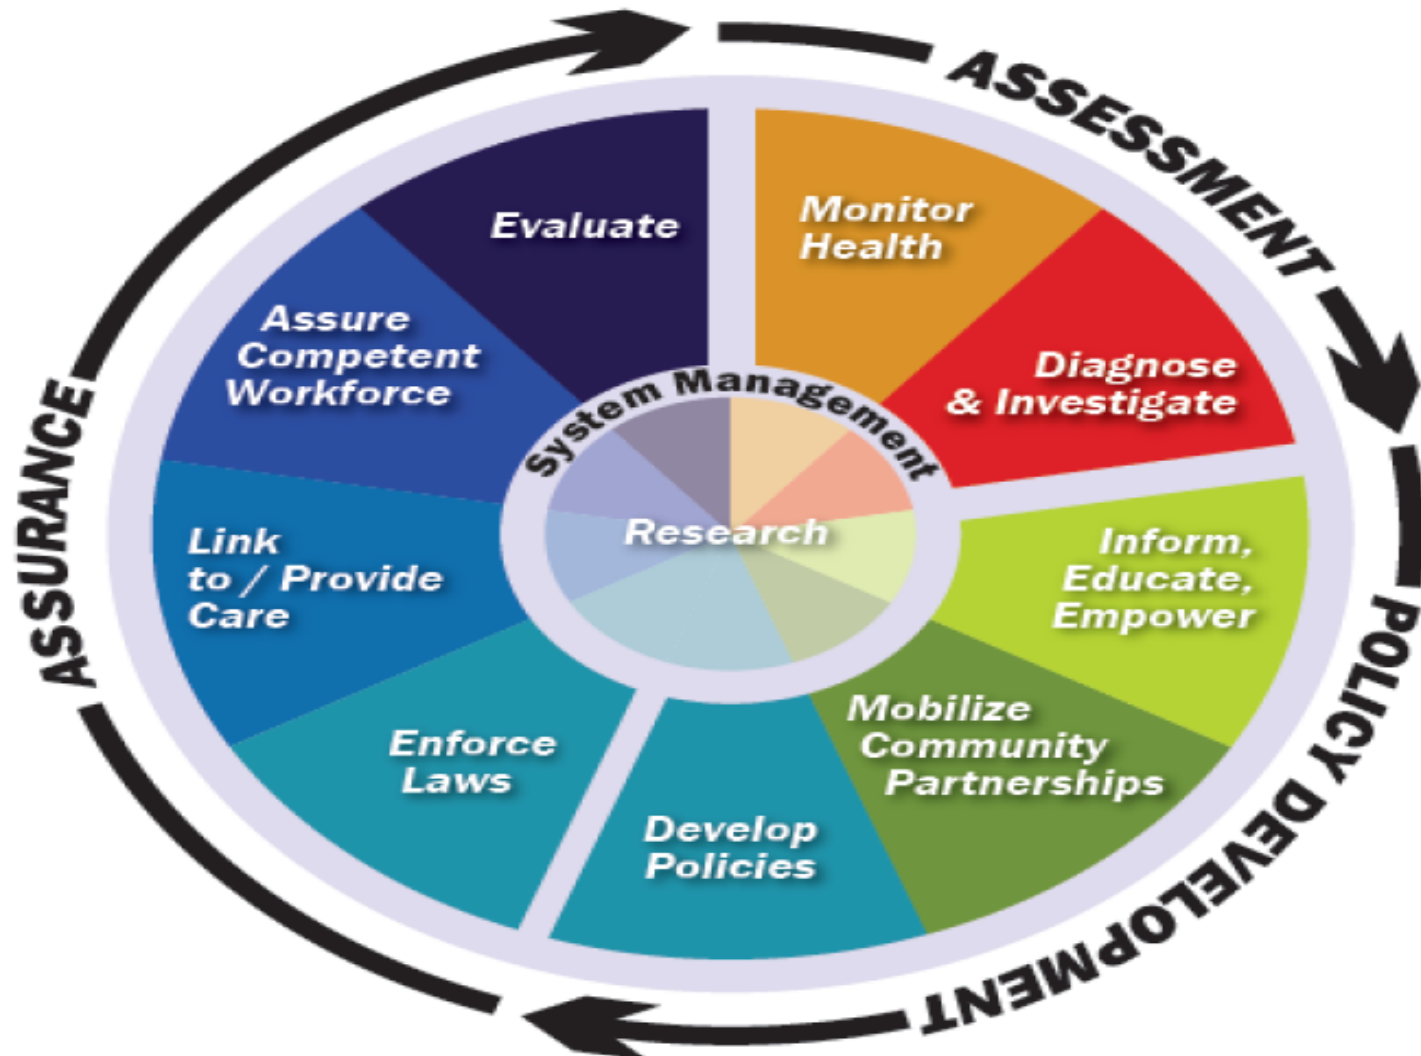 ASSESSMENT
Monitor
Health
Diagnose
& Investigate
POLICY DEVELOPMENT
Inform,
Educate,
Empower
Mobilize
Community
Partnerships
Develop
Policies
ASSURANCE
Enforce
Laws
Link
to / Provide
Care
Assure
Competent
Workforce
Evaluate
System Management
Research